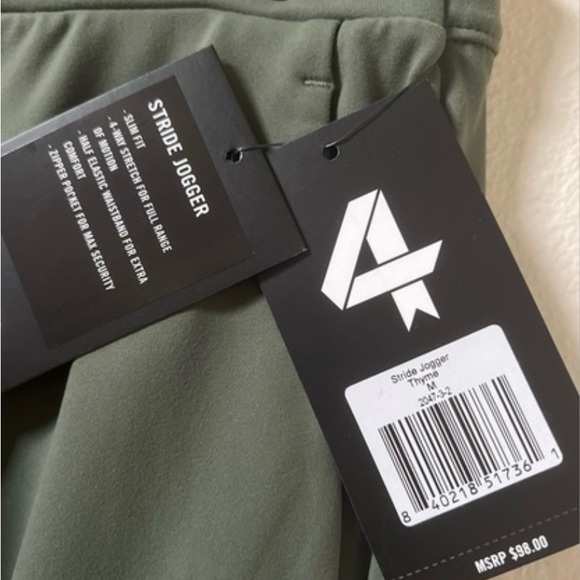 STRIDE JOGGER
- SLIM FIT
- 4-WAY STRETCH FOR FULL RANGE
OF MOTION
- HALF ELASTIC WAISTBAND FOR EXTRA
COMFORT
- ZIPPER POCKET FOR MAX SECURITY
4
Stride Jogger
Thyme
M
2047-3-2
8 40218 51736 1
MSRP $98.00